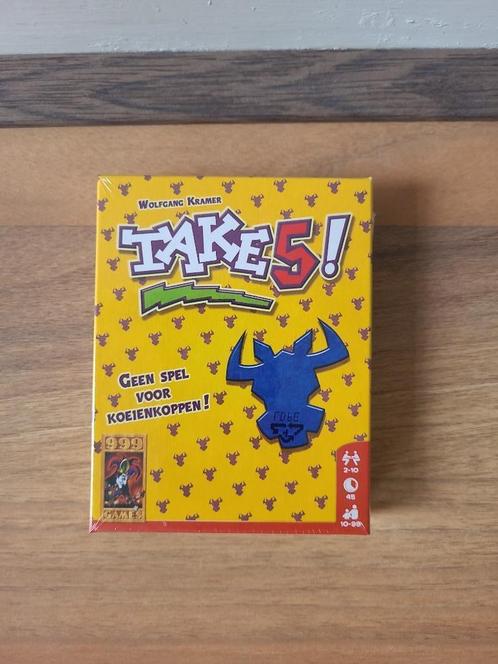 WOLFGANG KRAMER
TAKE 5!
GEEN SPEL
VOOR
KOEIENKOPPEN!
999
GAMES
2-10
45
10-99